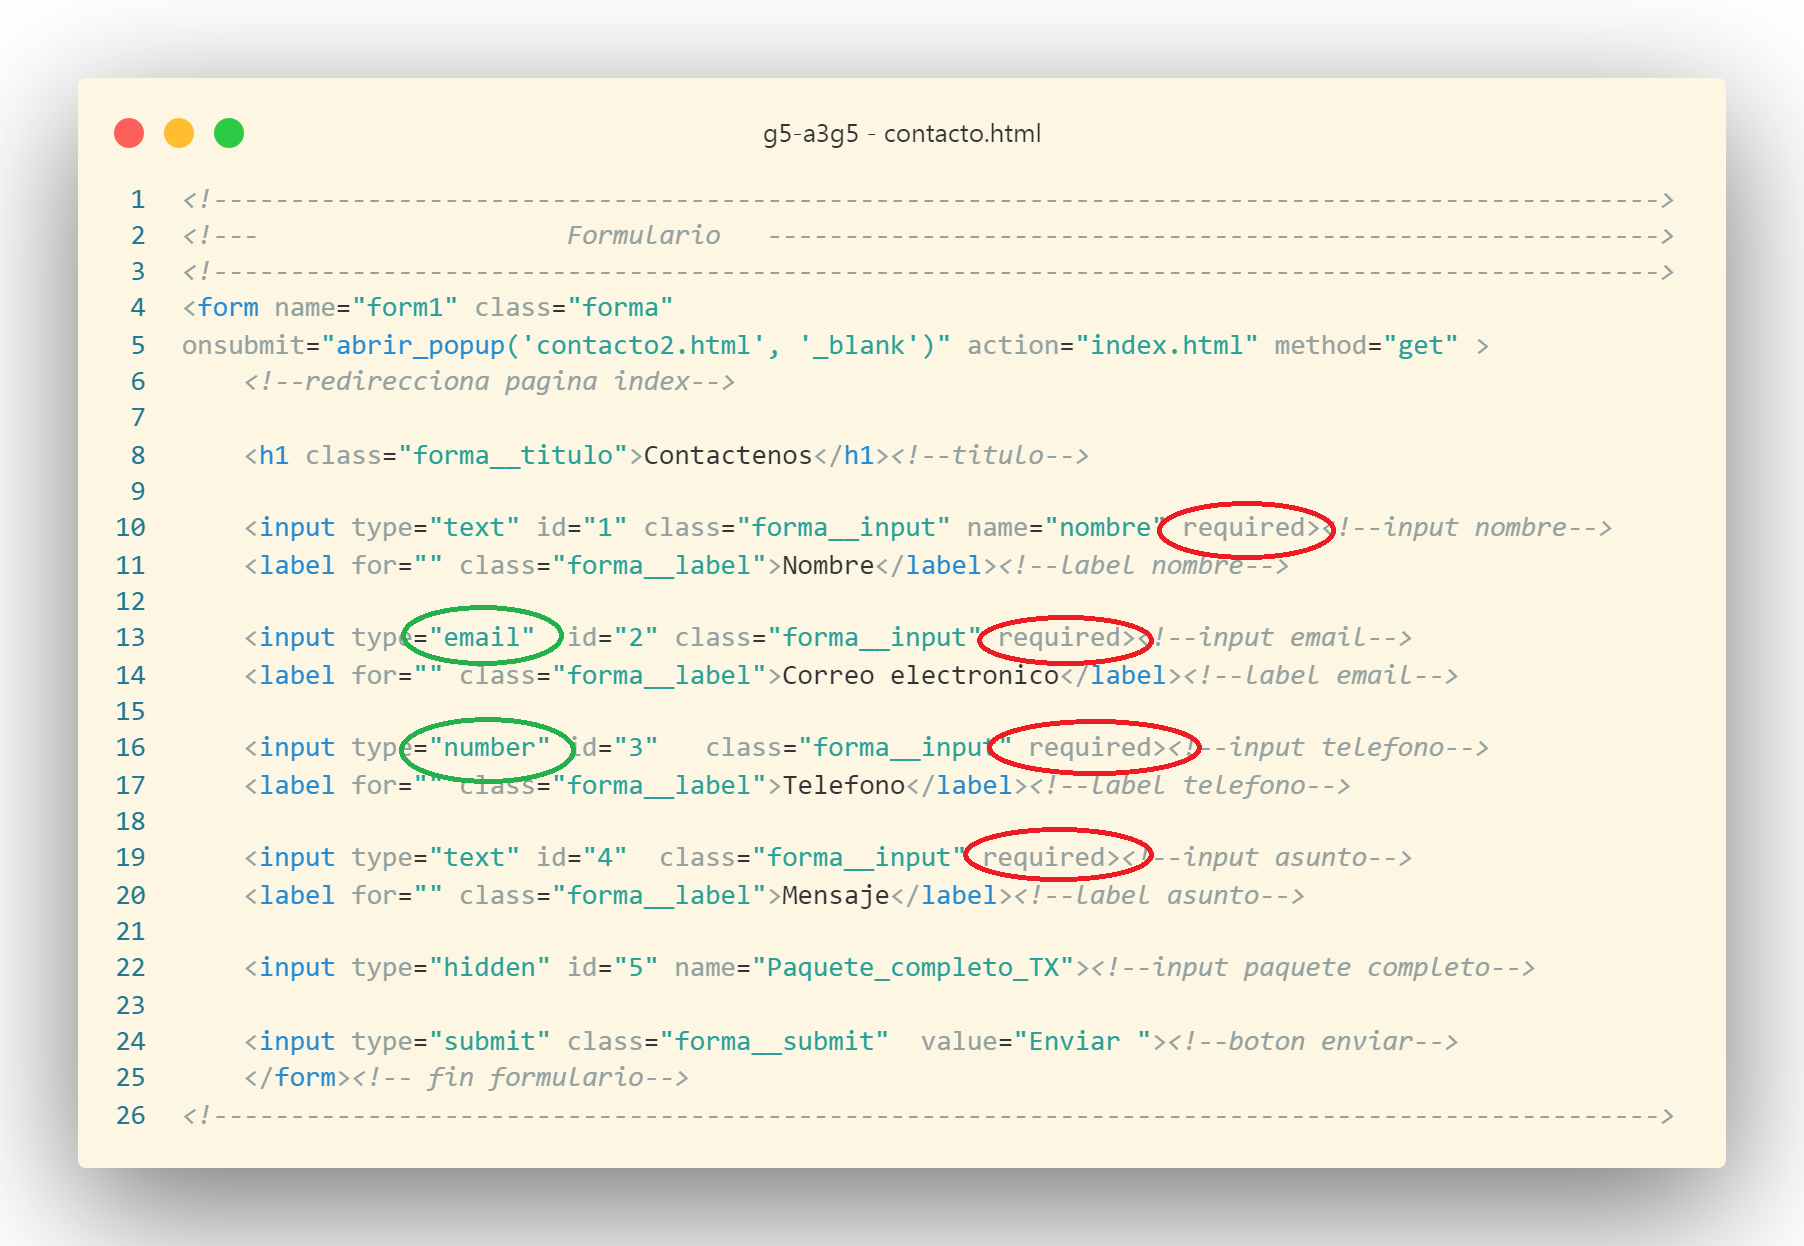 g5-a3g5 - contacto.html
1 <!---------------------------------------------------------------------------------------------->
2 <!---                    Formulario   ---------------------------------------------------------->
3 <!---------------------------------------------------------------------------------------------->
4 <form name="form1" class="forma"
5 onsubmit="abrir_popup('contacto2.html', '_blank')" action="index.html" method="get" >
6     <!--redirecciona pagina index-->
7
8     <h1 class="forma__titulo">Contactenos</h1><!--titulo-->
9
10     <input type="text" id="1" class="forma__input" name="nombre" required><!--input nombre-->
11     <label for="" class="forma__label">Nombre</label><!--label nombre-->
12
13     <input type="email"  id="2" class="forma__input" required><!--input email-->
14     <label for="" class="forma__label">Correo electronico</label><!--label email-->
15
16     <input type="number" id="3"   class="forma__input" required><!--input telefono-->
17     <label for="" class="forma__label">Telefono</label><!--label telefono-->
18
19     <input type="text" id="4"  class="forma__input" required><!--input asunto-->
20     <label for="" class="forma__label">Mensaje</label><!--label asunto-->
21
22     <input type="hidden" id="5" name="Paquete_completo_TX"><!--input paquete completo-->
23
24     <input type="submit" class="forma__submit"  value="Enviar "><!--boton enviar-->
25     </form><!-- fin formulario-->
26 <!---------------------------------------------------------------------------------------------->